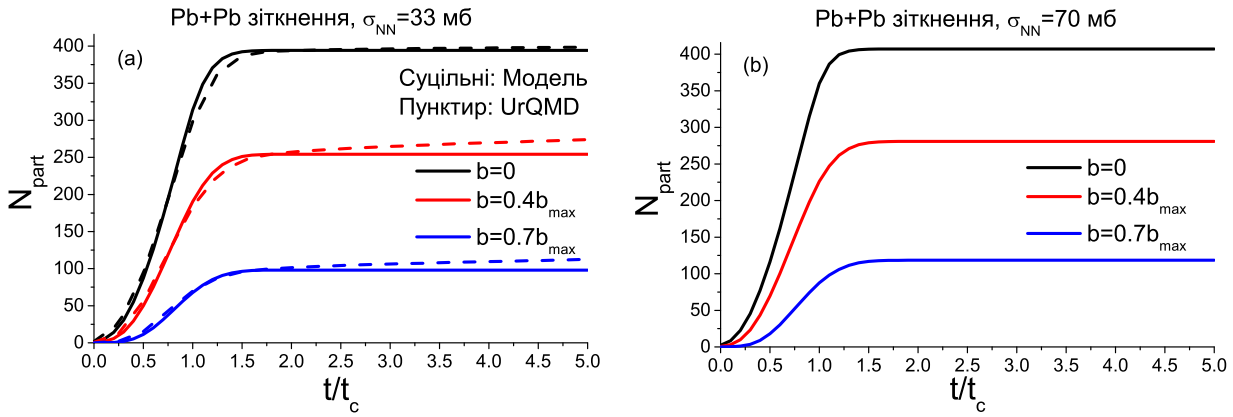 Pb+Pb зіткнення, σNN=33 мб
(a)
Суцільні: Модель
Пунктир: UrQMD
b=0
b=0.4bmax
b=0.7bmax
Npart
400
350
300
250
200
150
100
50
0
0.0 0.5 1.0 1.5 2.0 2.5 3.0 3.5 4.0 4.5 5.0
t/tc
Pb+Pb зіткнення, σNN=70 мб
(b)
b=0
b=0.4bmax
b=0.7bmax
Npart
400
350
300
250
200
150
100
50
0
0.0 0.5 1.0 1.5 2.0 2.5 3.0 3.5 4.0 4.5 5.0
t/tc